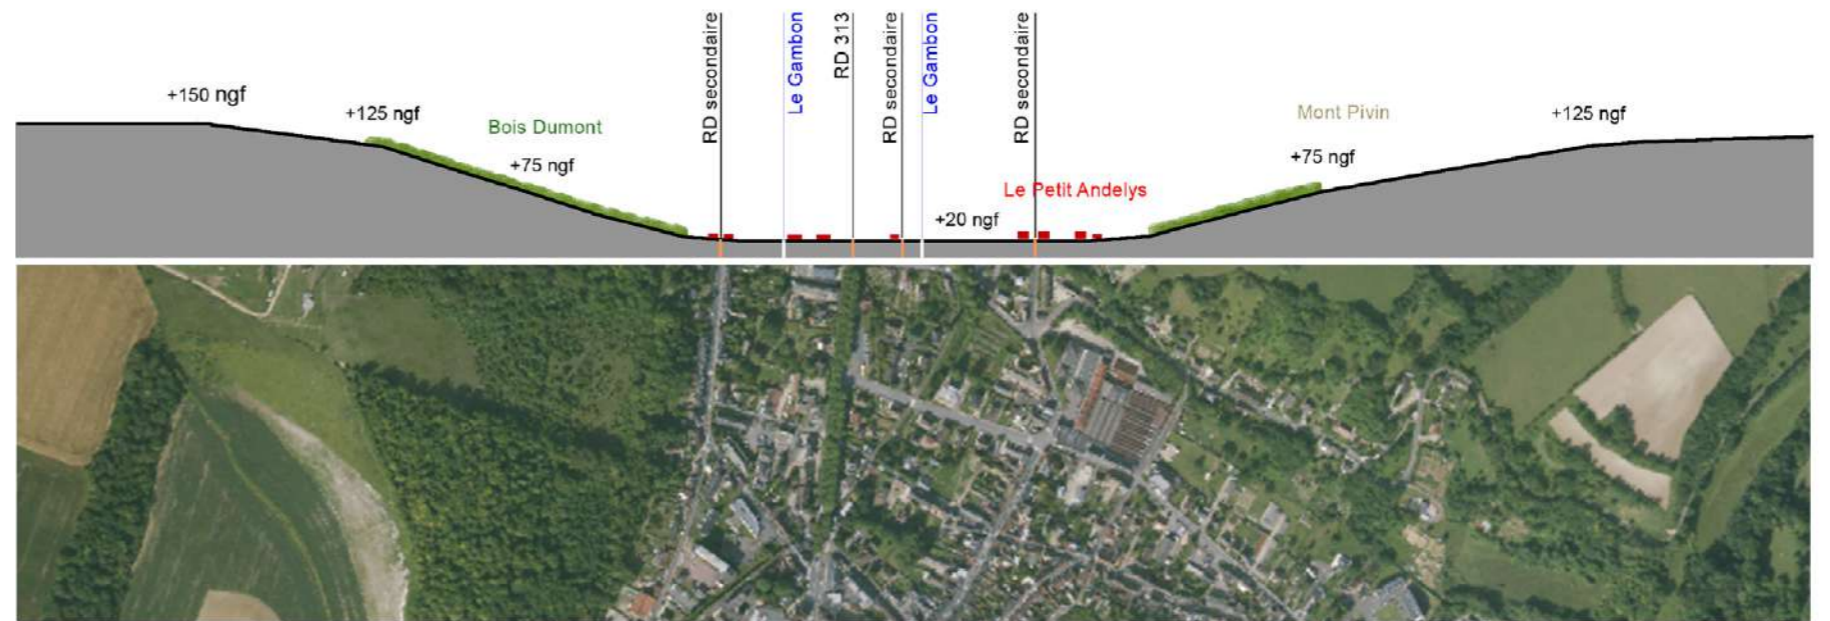 +150 ngf
+125 ngf
Bois Dumont
+75 ngf
RD secondaire
Le Gambon
RD 313
RD secondaire
Le Gambon
RD secondaire
+20 ngf
Le Petit Andelys
Mont Pivin
+75 ngf
+125 ngf